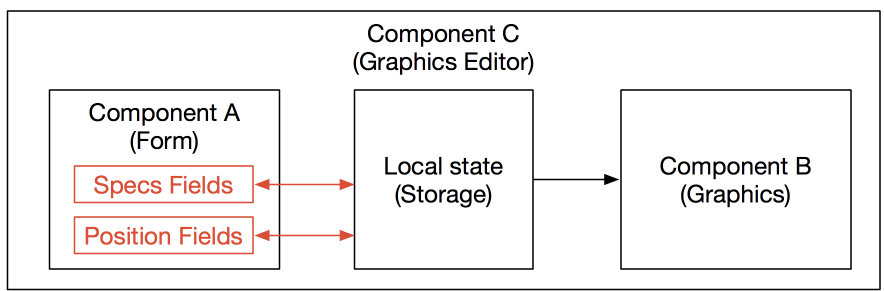 Component C
(Graphics Editor)
Component A
(Form)
Specs Fields
Position Fields
Local state
(Storage)
Component B
(Graphics)